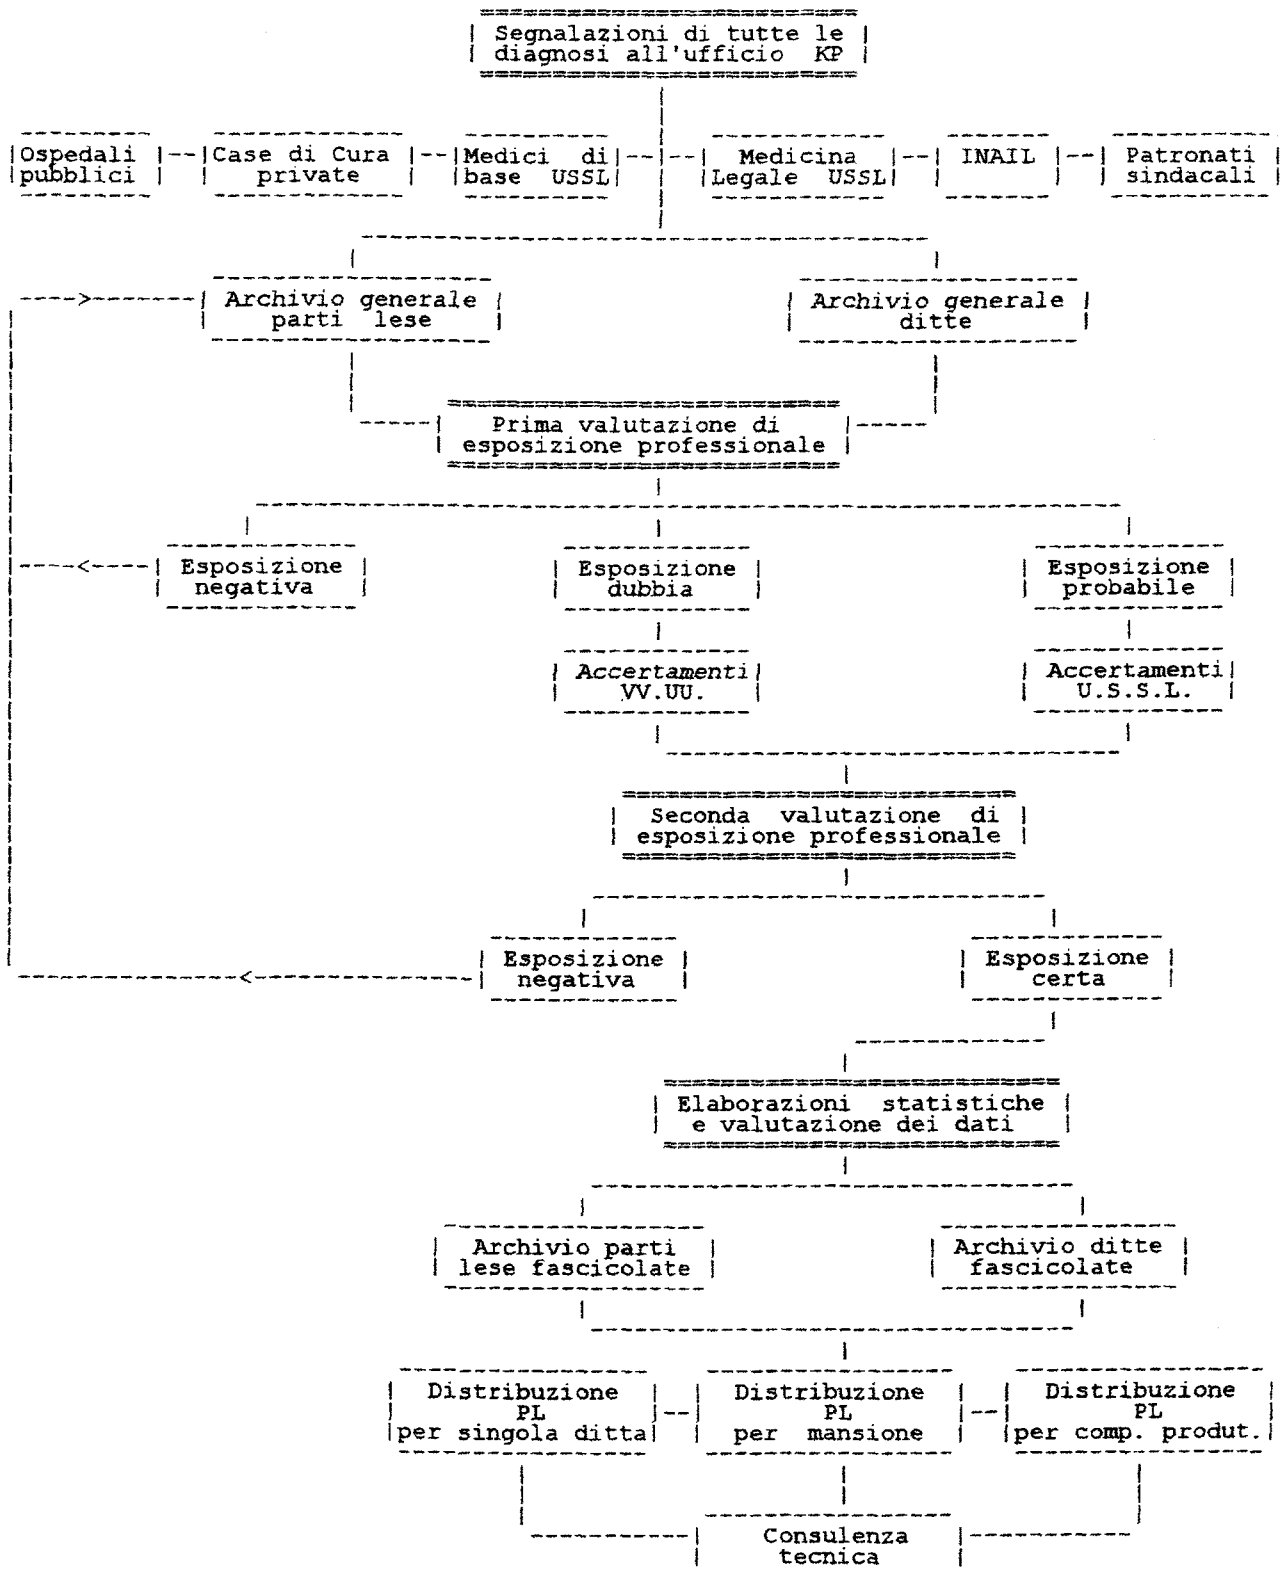 Segnalazioni di tutte le
diagnosi all'ufficio KP
Ospedali
pubblici
Case di Cura
private
Medici di
base USSL
Medicina
Legale USSL
INAIL
Patronati
sindacali
Archivio generale
parti lese
Archivio generale
ditte
Prima valutazione di
esposizione professionale
Esposizione
negativa
Esposizione
dubbia
Esposizione
probabile
Accertamenti
VV.UU.
Accertamenti
U.S.S.L.
Seconda valutazione di
esposizione professionale
Esposizione
negativa
Esposizione
certa
Elaborazioni statistiche
e valutazione dei dati
Archivio parti
lese fascicolate
Archivio ditte
fascicolate
Distribuzione
PL
per singola ditta
Distribuzione
PL
per mansione
Distribuzione
PL
per comp. produt.
Consulenza
tecnica